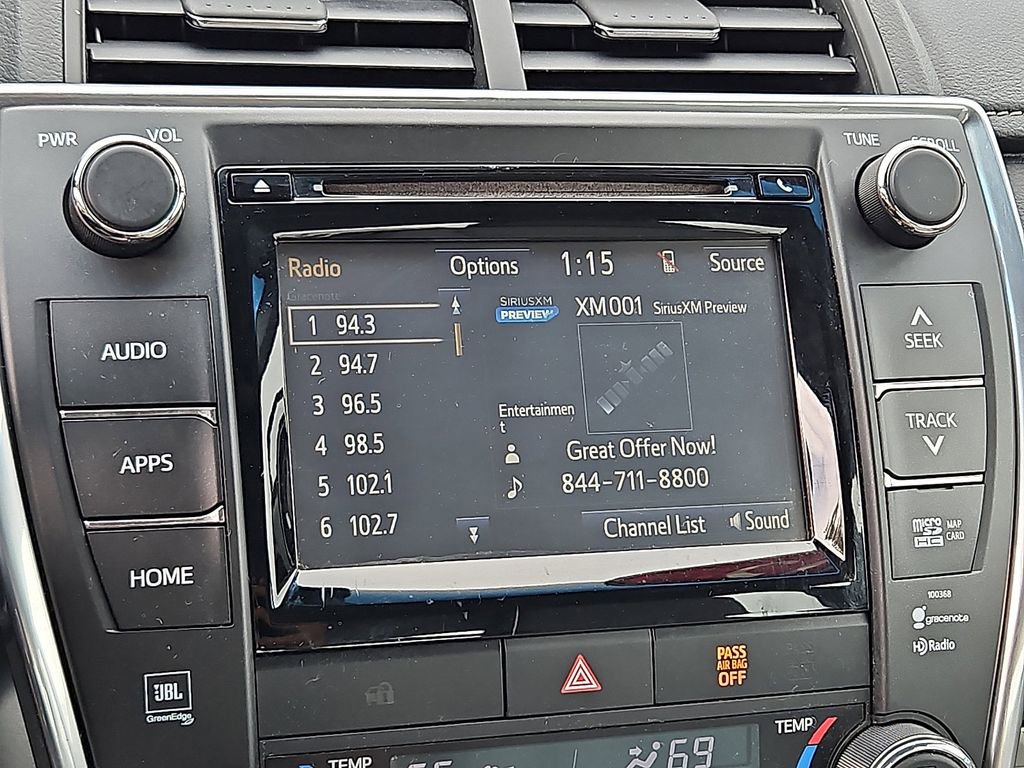 PWR VOL
TUNE SCROLL
Radio
Options
1:15
Source
Gracenote
1 94.3
2 94.7
3 96.5
4 98.5
5 102.1
6 102.7
SIRIUSXM
PREVIEW
XM001 SiriusXM Preview
Entertainmen
t
Great Offer Now!
844-711-8800
Channel List
Sound
AUDIO
APPS
HOME
SEEK
TRACK
micro
SD
HC
MAP
CARD
100368
gracenote
HD Radio
JBL
GreenEdge
PASS
AIR BAG
OFF
TEMP
TEMP
69